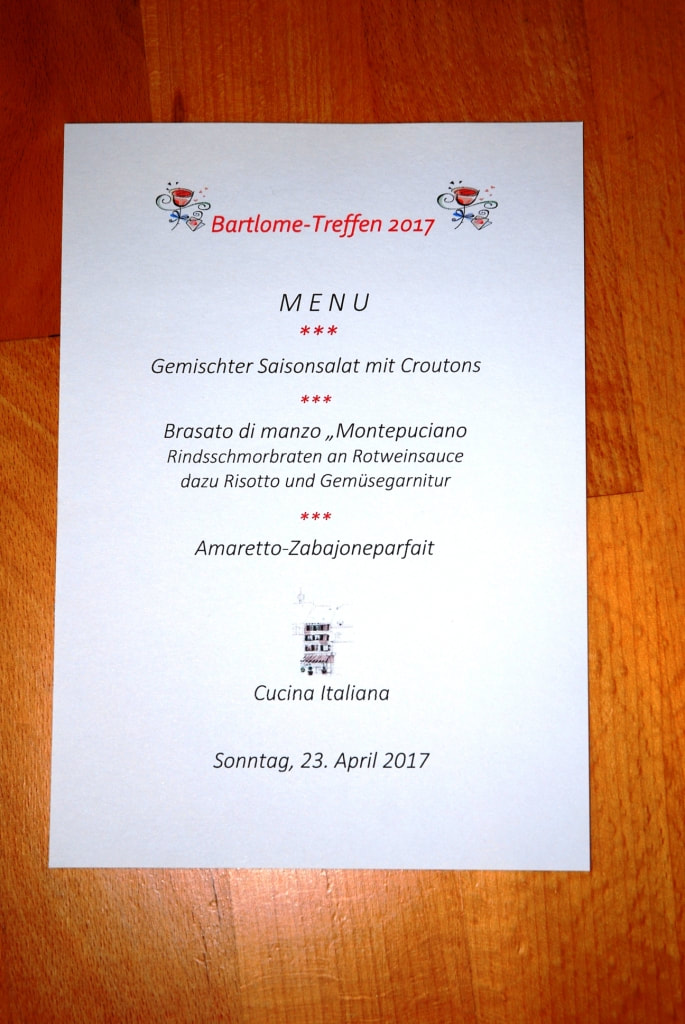 Bartlome-Treffen 2017
MENU
***
Gemischter Saisonsalat mit Croutons
***
Brasato di manzo „Montepuciano
Rindsschmorbraten an Rotweinsauce
dazu Risotto und Gemüsegarnitur
***
Amaretto-Zabajoneparfait
Cucina Italiana
Sonntag, 23. April 2017